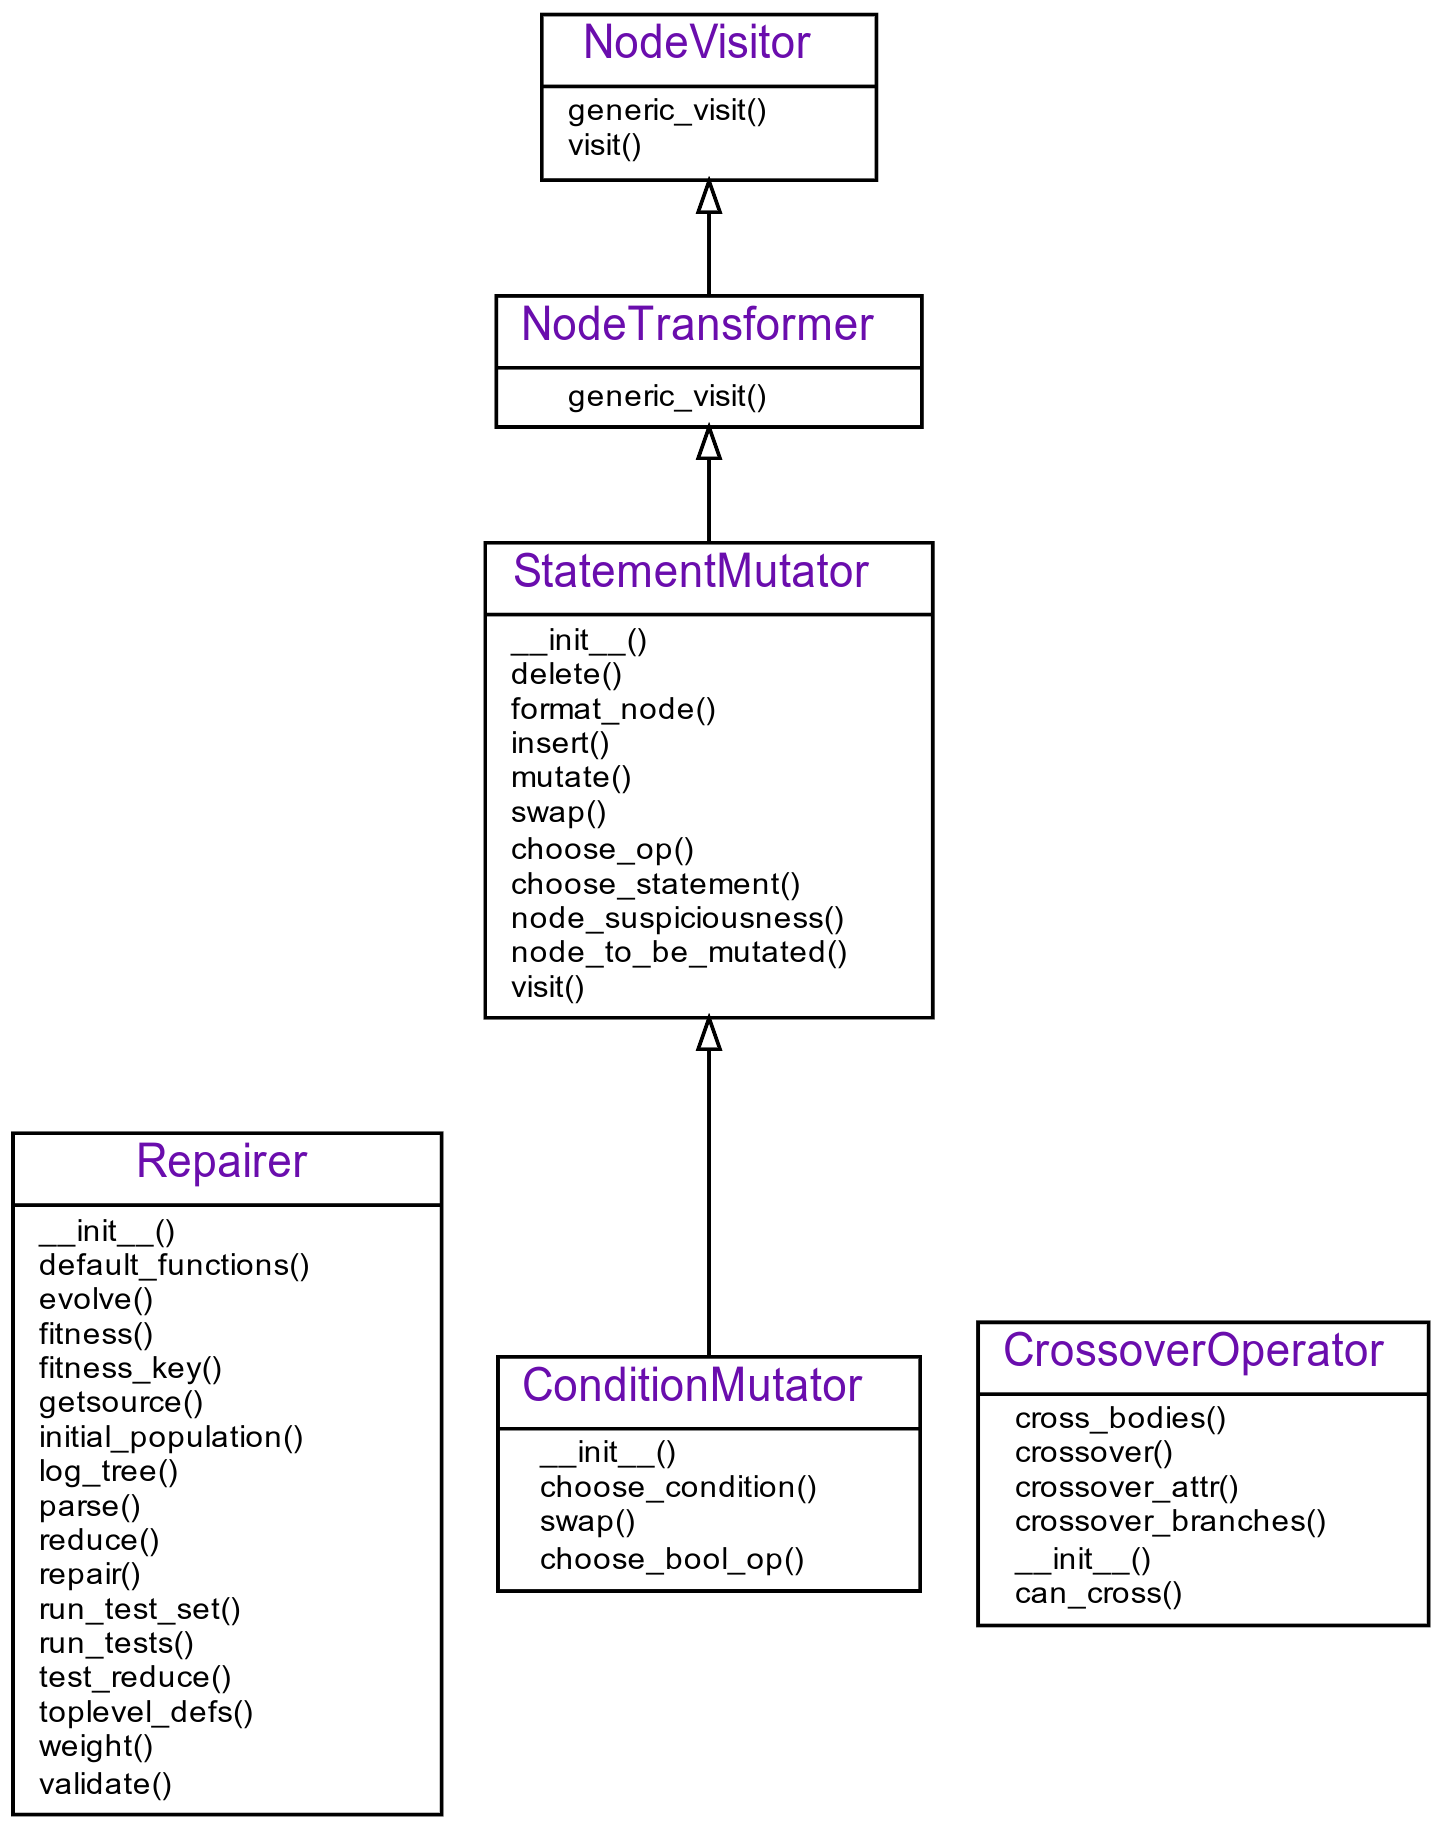 NodeVisitor
generic_visit()
visit()
NodeTransformer
generic_visit()
StatementMutator
__init__()
delete()
format_node()
insert()
mutate()
swap()
choose_op()
choose_statement()
node_suspiciousness()
node_to_be_mutated()
visit()
Repairer
__init__()
default_functions()
evolve()
fitness()
fitness_key()
getsource()
initial_population()
log_tree()
parse()
reduce()
repair()
run_test_set()
run_tests()
test_reduce()
toplevel_defs()
weight()
validate()
ConditionMutator
__init__()
choose_condition()
swap()
choose_bool_op()
CrossoverOperator
cross_bodies()
crossover()
crossover_attr()
crossover_branches()
__init__()
can_cross()